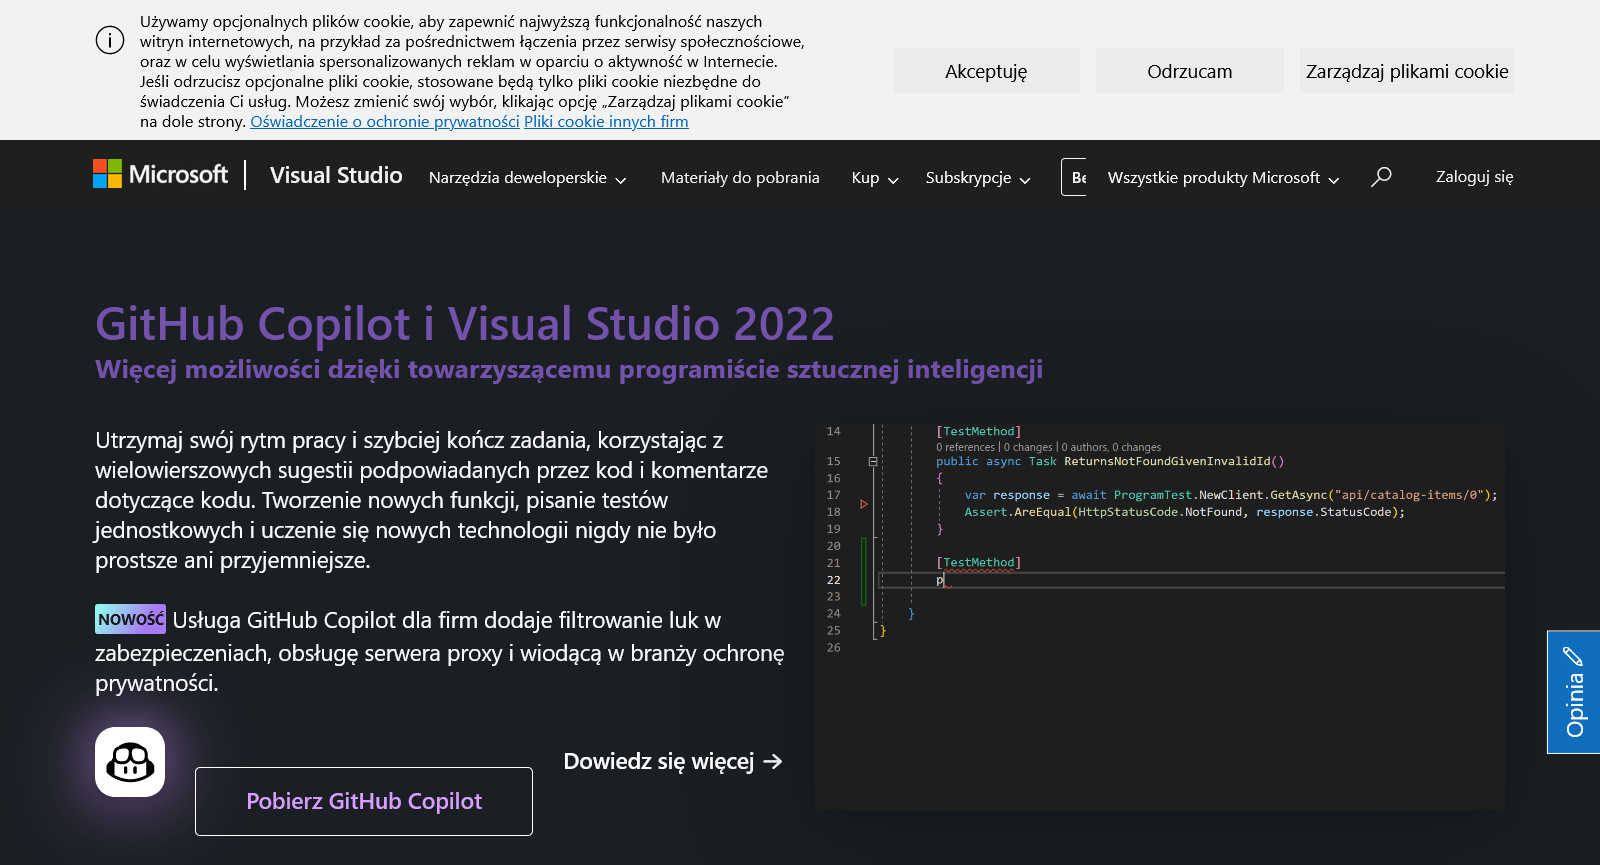 Używamy opcjonalnych plików cookie, aby zapewnić najwyższą funkcjonalność naszych
witryn internetowych, na przykład za pośrednictwem łączenia przez serwisy społecznościowe,
oraz w celu wyświetlania spersonalizowanych reklam w oparciu o aktywność w Internecie.
Jeśli odrzucisz opcjonalne pliki cookie, stosowane będą tylko pliki cookie niezbędne do
świadczenia Ci usług. Możesz zmienić swój wybór, klikając opcję „Zarządzaj plikami cookie”
na dole strony. Oświadczenie o ochronie prywatności Pliki cookie innych firm
Akceptuję
Odrzucam
Zarządzaj plikami cookie
Microsoft
Visual Studio
Narzędzia deweloperskie
Materiały do pobrania
Kup
Subskrypcje
Be
Wszystkie produkty Microsoft
Zaloguj się
GitHub Copilot i Visual Studio 2022
Więcej możliwości dzięki towarzyszącemu programiście sztucznej inteligencji
Utrzymaj swój rytm pracy i szybciej kończ zadania, korzystając z
wielowierszowych sugestii podpowiadanych przez kod i komentarze
dotyczące kodu. Tworzenie nowych funkcji, pisanie testów
jednostkowych i uczenie się nowych technologii nigdy nie było
prostsze ani przyjemniejsze.
NOWOŚĆ Usługa GitHub Copilot dla firm dodaje filtrowanie luk w
zabezpieczeniach, obsługę serwera proxy i wiodącą w branży ochronę
prywatności.
Pobierz GitHub Copilot
Dowiedz się więcej →
14 [TestMethod]
0 references | 0 changes | 0 authors, 0 changes
15 public async Task ReturnsNotFoundGivenInvalidId()
16 {
17 var response = await ProgramTest.NewClient.GetAsync("api/catalog-items/0");
18 Assert.AreEqual(HttpStatusCode.NotFound, response.StatusCode);
19 }
20
21 [TestMethod]
22 p
23
24 }
25 }
26
Opinia